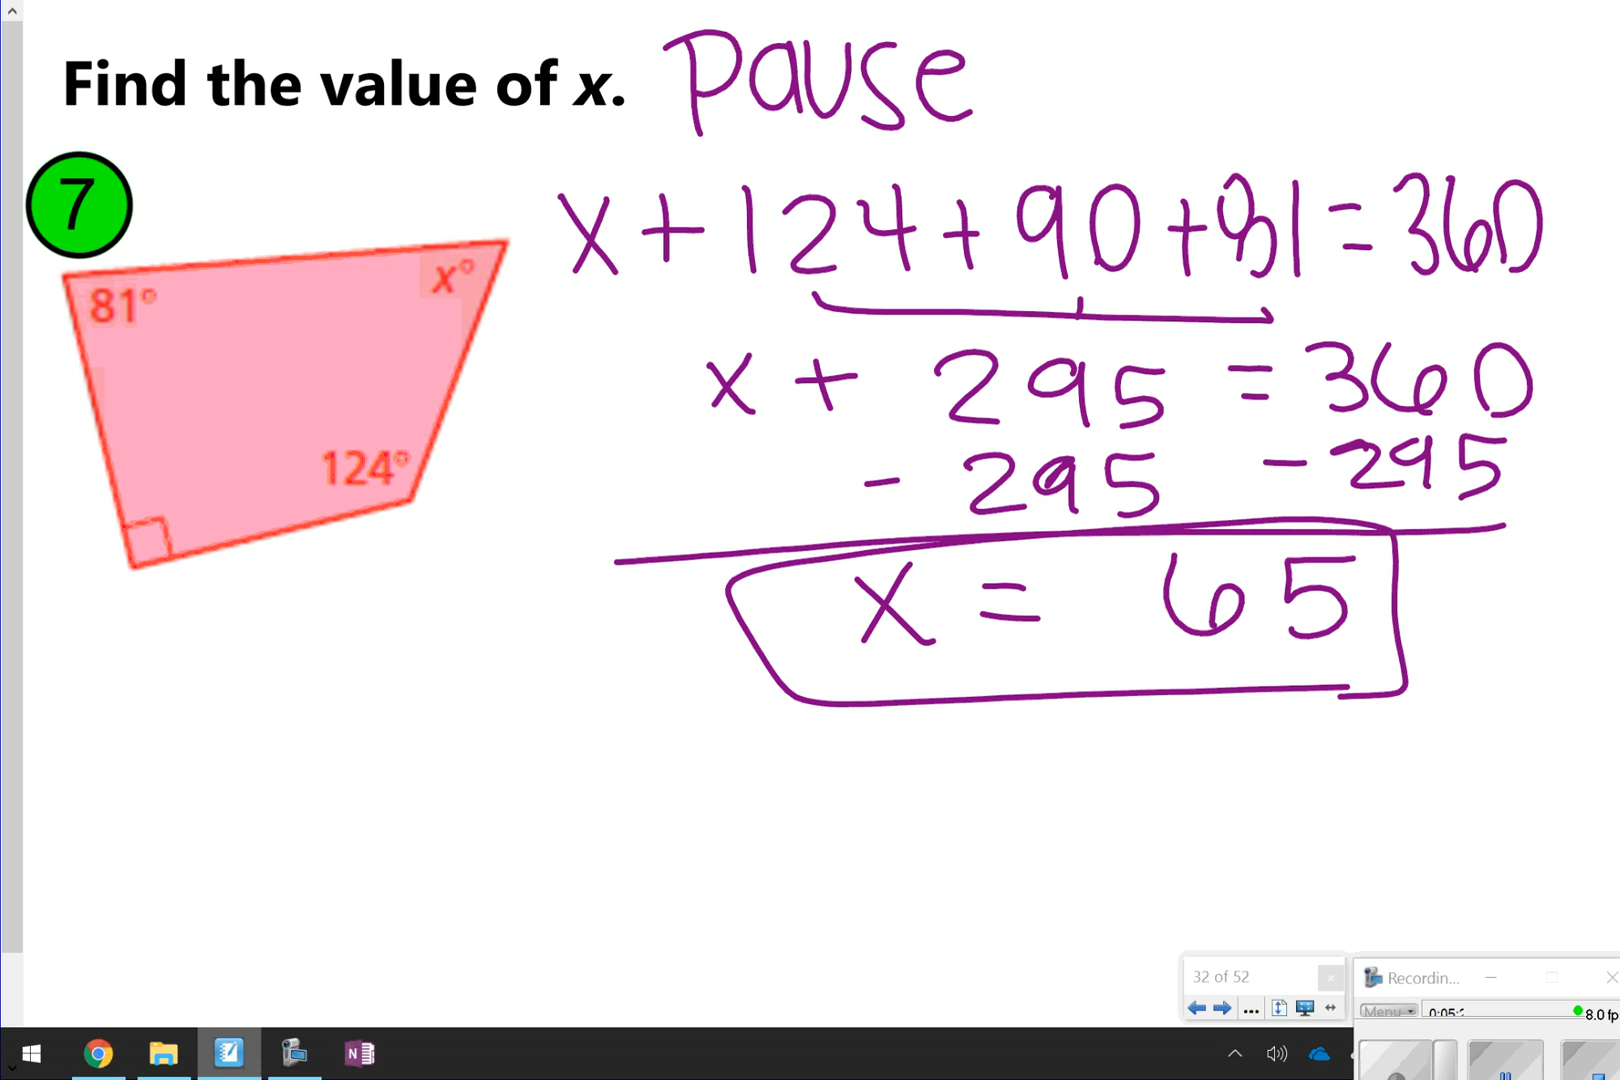 Find the value of x. Pause
7
x + 124 + 90 + 81 = 360
81°
x°
124°
x + 295 = 360
- 295 - 295
x = 65
32 of 52
Recordin...
Menu
8.0 fp
N